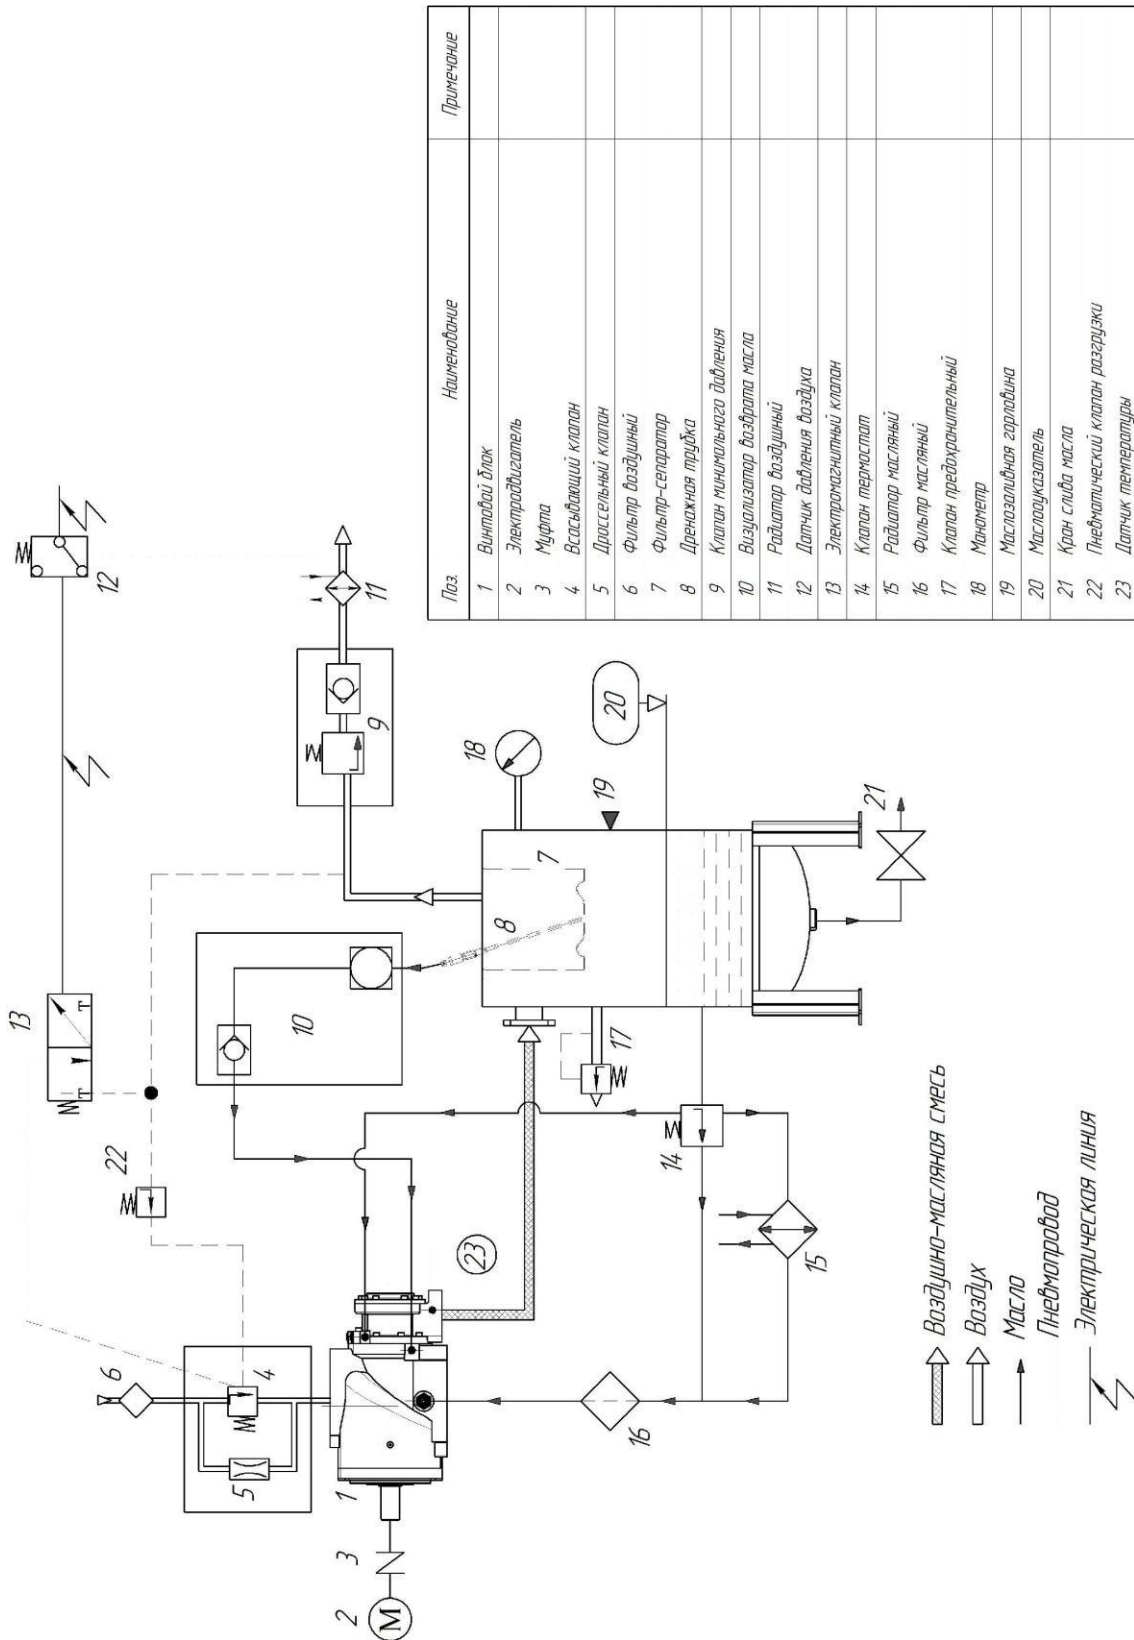 13
12
22
6
4
5
10
9
11
1
2
M
3
23
8
7
18
20
19
17
21
14
15
16
Воздушно-масляная смесь
Воздух
Масло
Пневмопровод
Электрическая линия
Поз. Наименование Примечание
1 Винтовой блок
2 Электродвигатель
3 Муфта
4 Всасывающий клапан
5 Дроссельный клапан
6 Фильтр воздушный
7 Фильтр-сепаратор
8 Дренажная трубка
9 Клапан минимального давления
10 Визуализатор возврата масла
11 Радиатор воздушный
12 Датчик давления воздуха
13 Электромагнитный клапан
14 Клапан термостат
15 Радиатор масляный
16 Фильтр масляный
17 Клапан предохранительный
18 Манометр
19 Маслозаливная горловина
20 Маслоуказатель
21 Кран слива масла
22 Пневматический клапан разгрузки
23 Датчик температуры